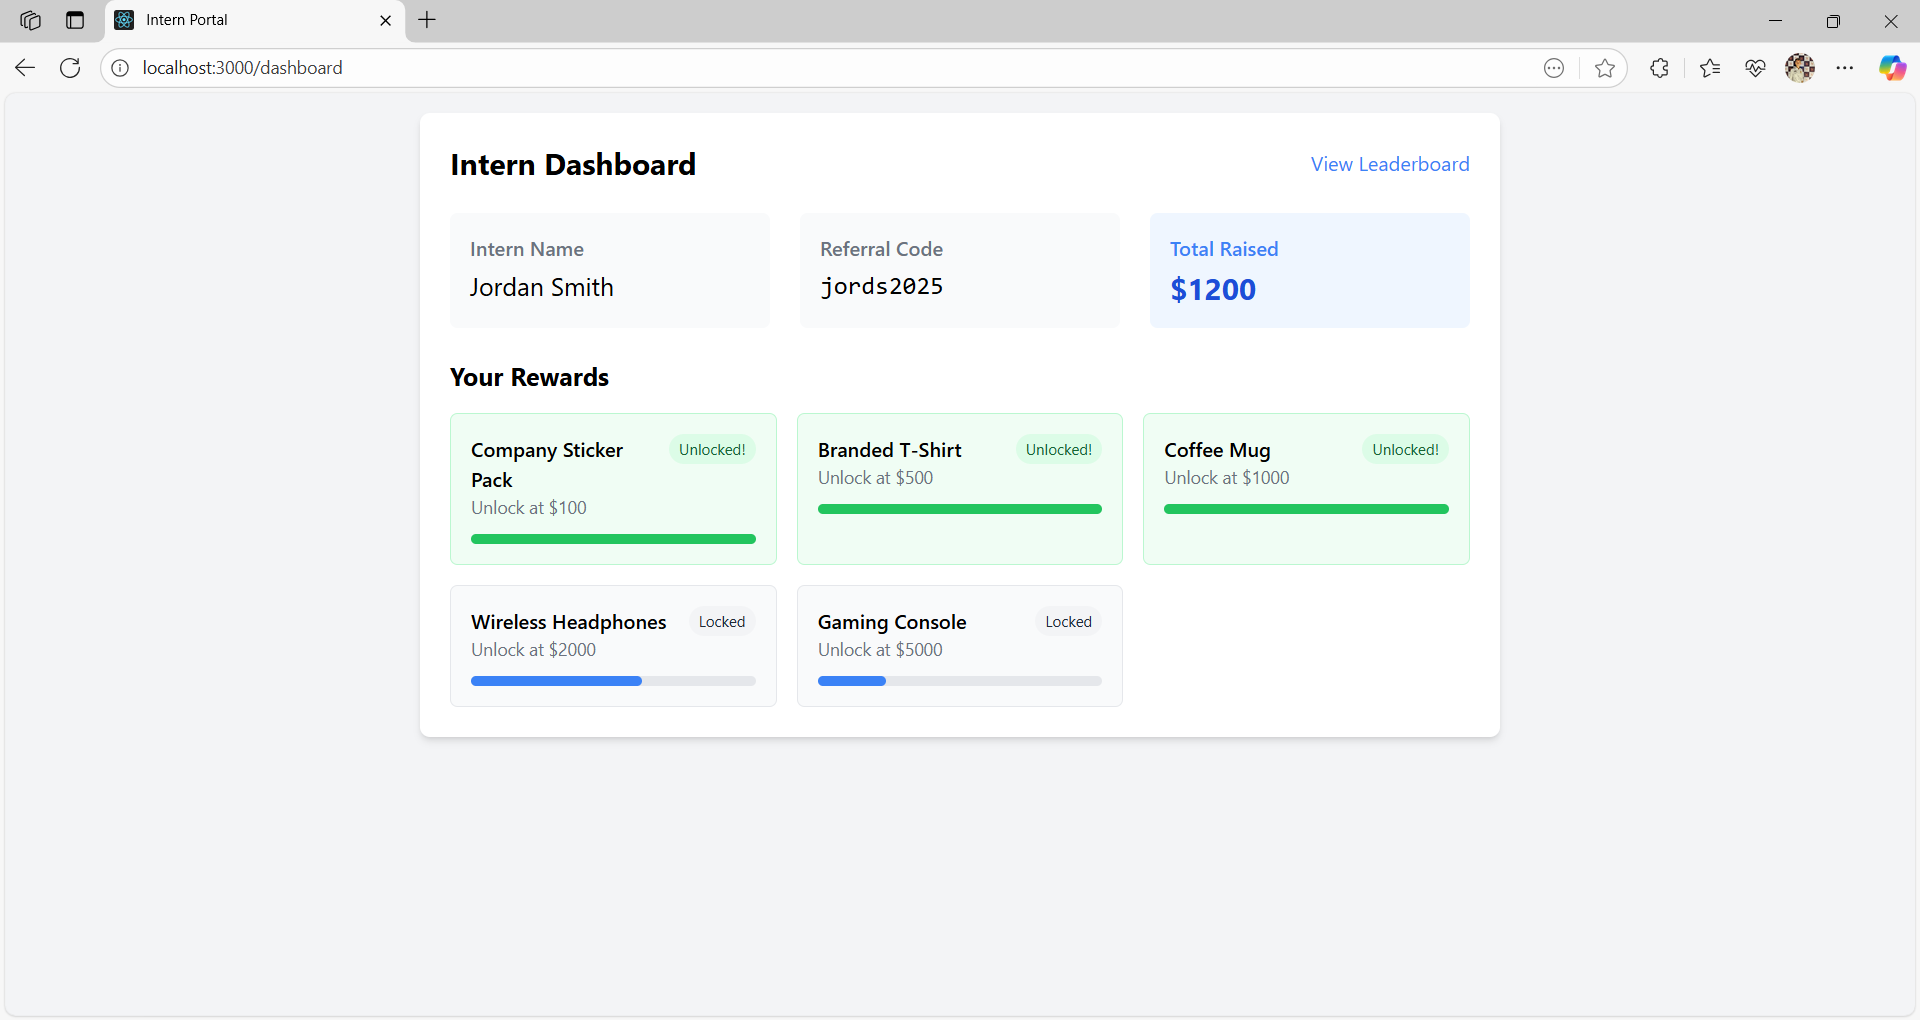 Intern Portal
localhost:3000/dashboard
Intern Dashboard
View Leaderboard
Intern Name
Jordan Smith
Referral Code
jords2025
Total Raised
$1200
Your Rewards
Company Sticker
Pack
Unlocked!
Unlock at $100
Branded T-Shirt
Unlocked!
Unlock at $500
Coffee Mug
Unlocked!
Unlock at $1000
Wireless Headphones
Locked
Unlock at $2000
Gaming Console
Locked
Unlock at $5000